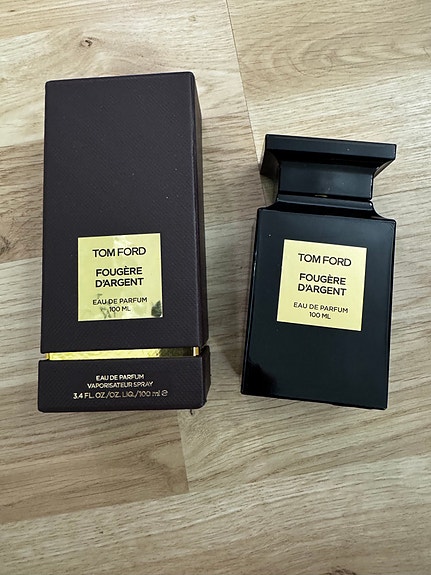 TOM FORD
FOUGÈRE
D'ARGENT
EAU DE PARFUM
100 ML
EAU DE PARFUM
VAPORISATEUR SPRAY
3.4 FL. OZ./OZ. LIQ./100 ml ℮
TOM FORD
FOUGÈRE
D'ARGENT
EAU DE PARFUM
100 ML